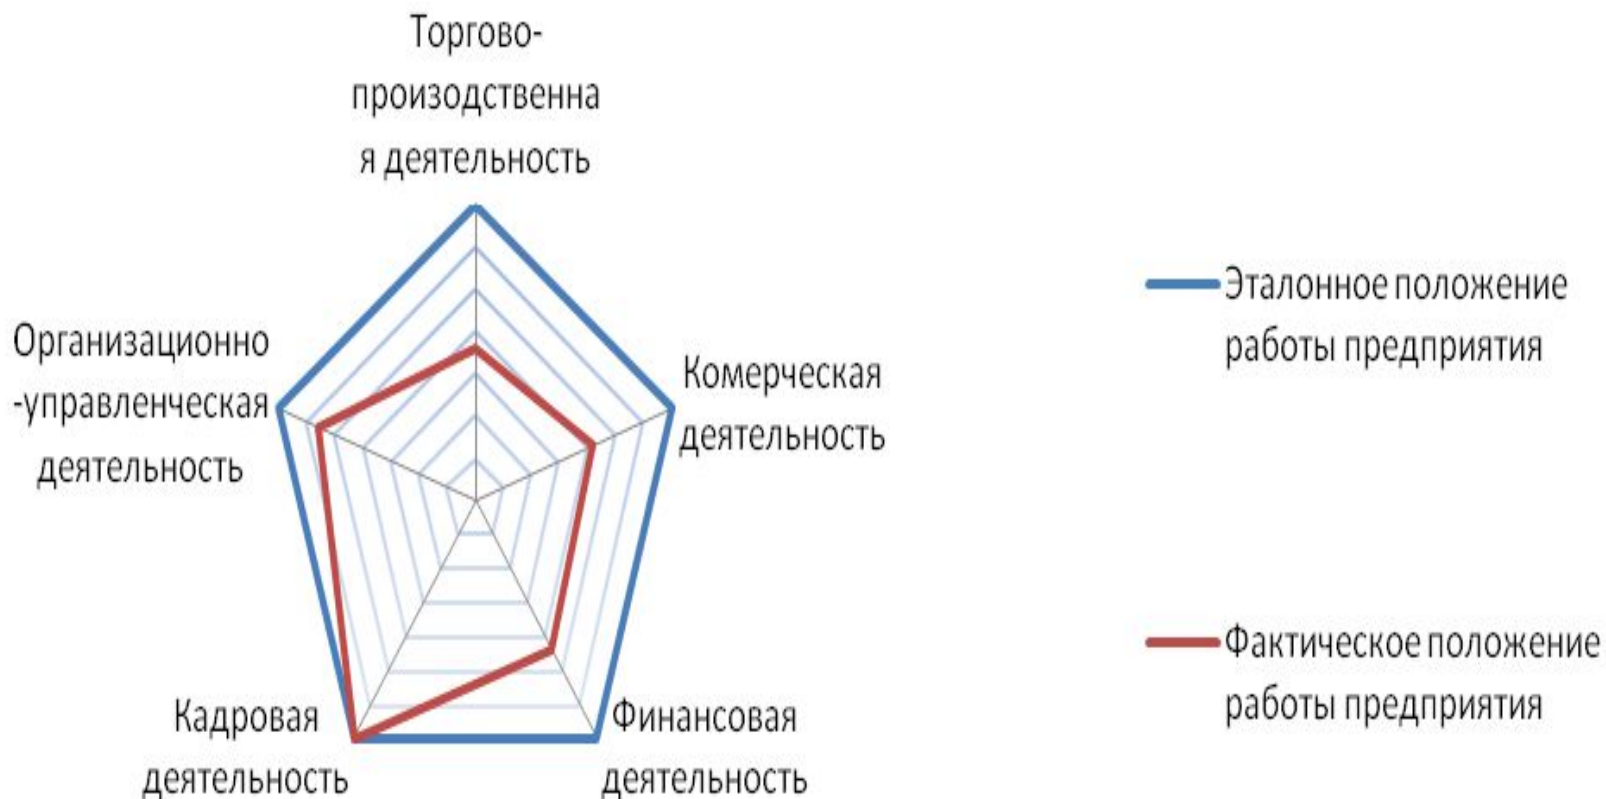 Торгово-
произодственна
я деятельность
Организационно
-управленческая
деятельность
Комерческая
деятельность
Кадровая
деятельность
Финансовая
деятельность
Эталонное положение
работы предприятия
Фактическое положение
работы предприятия